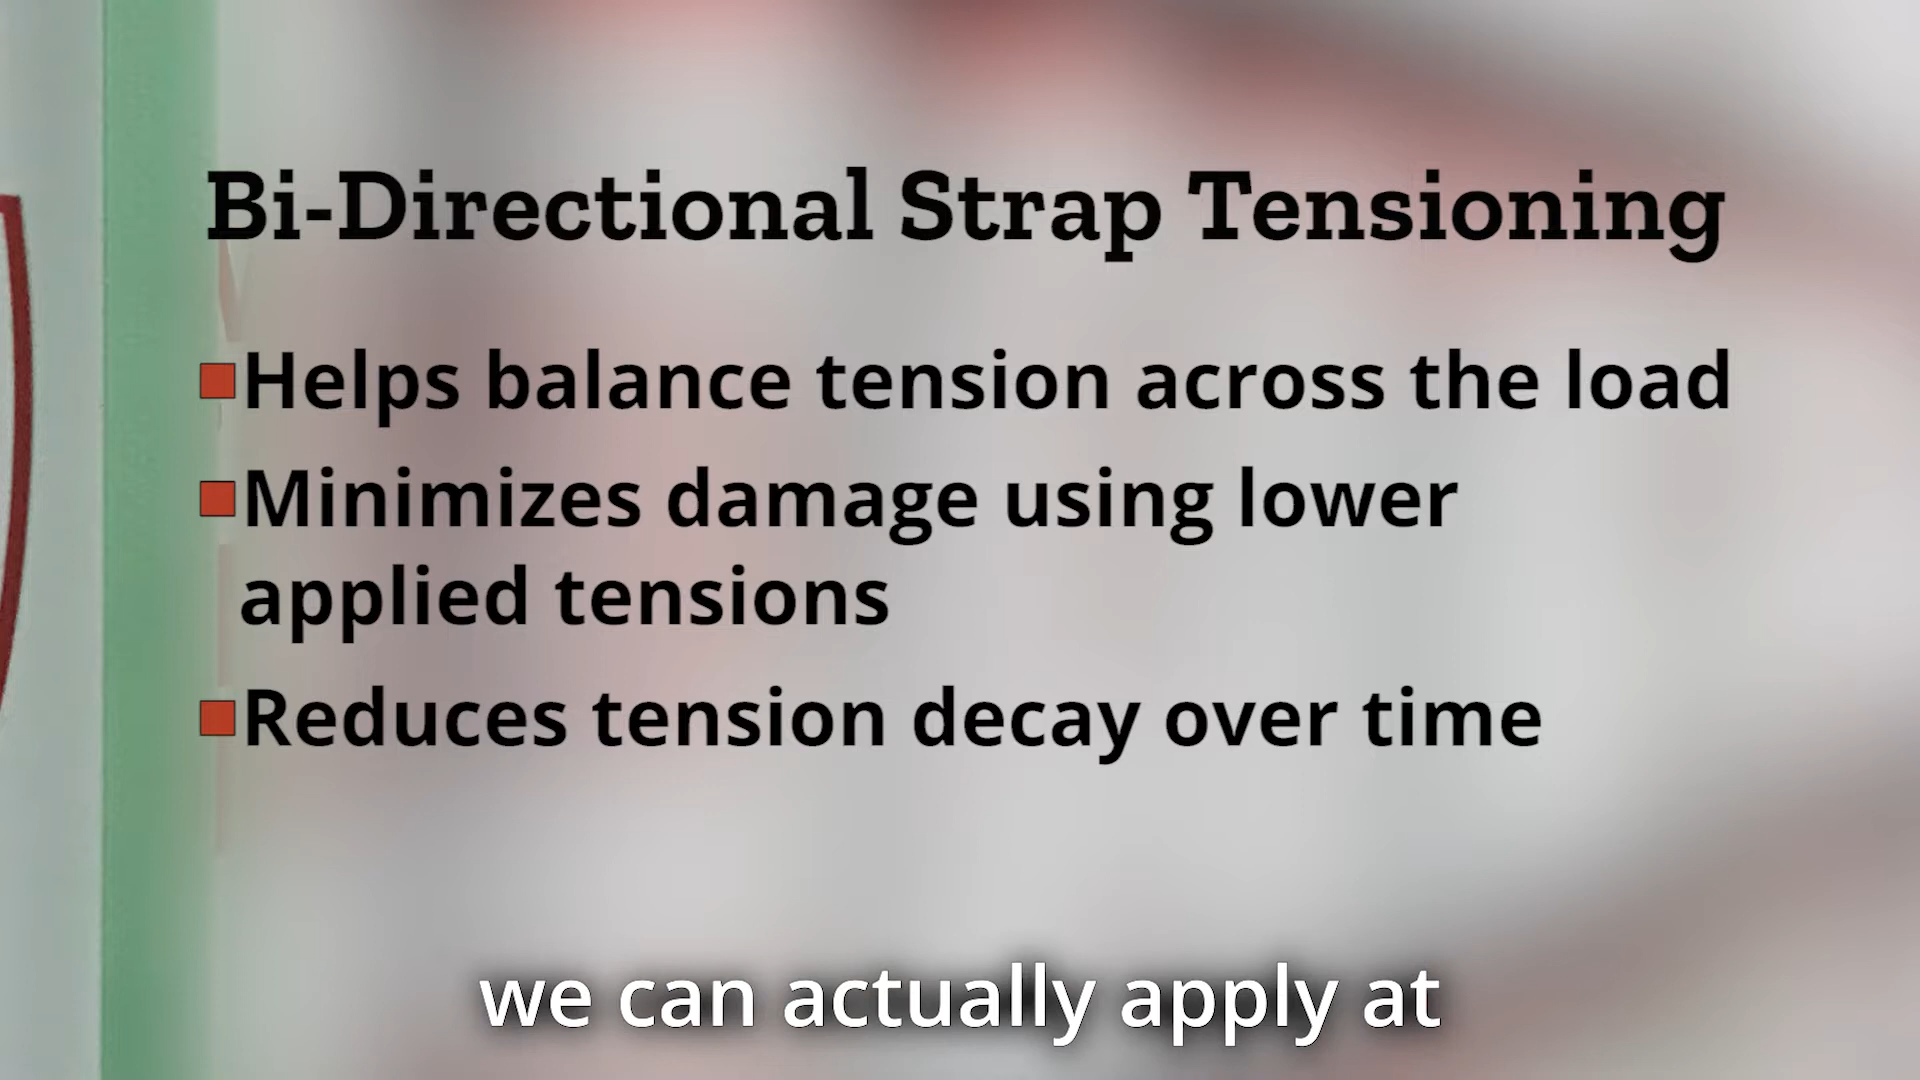 Bi-Directional Strap Tensioning
Helps balance tension across the load
Minimizes damage using lower
applied tensions
Reduces tension decay over time
we can actually apply at